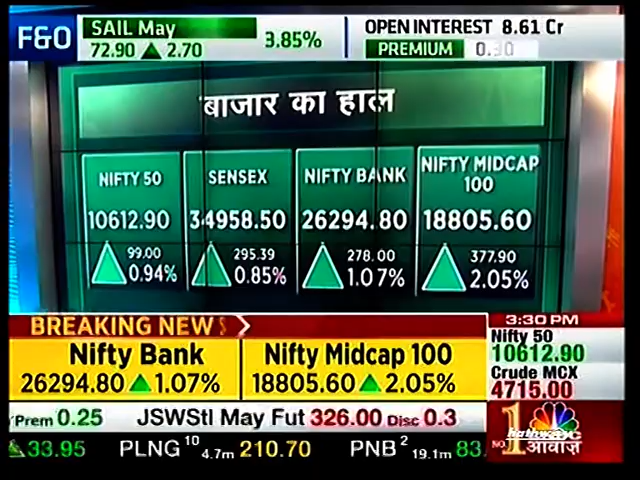 F&O
SAIL May
72.90 ▲ 2.70
3.85%
OPEN INTEREST 8.61 Cr
PREMIUM 0.30
बाजार का हाल
NIFTY 50
10612.90
99.00
0.94%
SENSEX
34958.50
295.39
0.85%
NIFTY BANK
26294.80
278.00
1.07%
NIFTY MIDCAP
100
18805.60
377.90
2.05%
BREAKING NEWS
Nifty Bank
26294.80 ▲ 1.07%
Nifty Midcap 100
18805.60 ▲ 2.05%
3:30 PM
Nifty 50
10612.90
Crude MCX
4715.00
Prem 0.25 JSWStl May Fut 326.00 Disc 0.3
33.95 PLNG 10 4.7m 210.70 PNB 2 19.1m 83
No 1
आवाज़